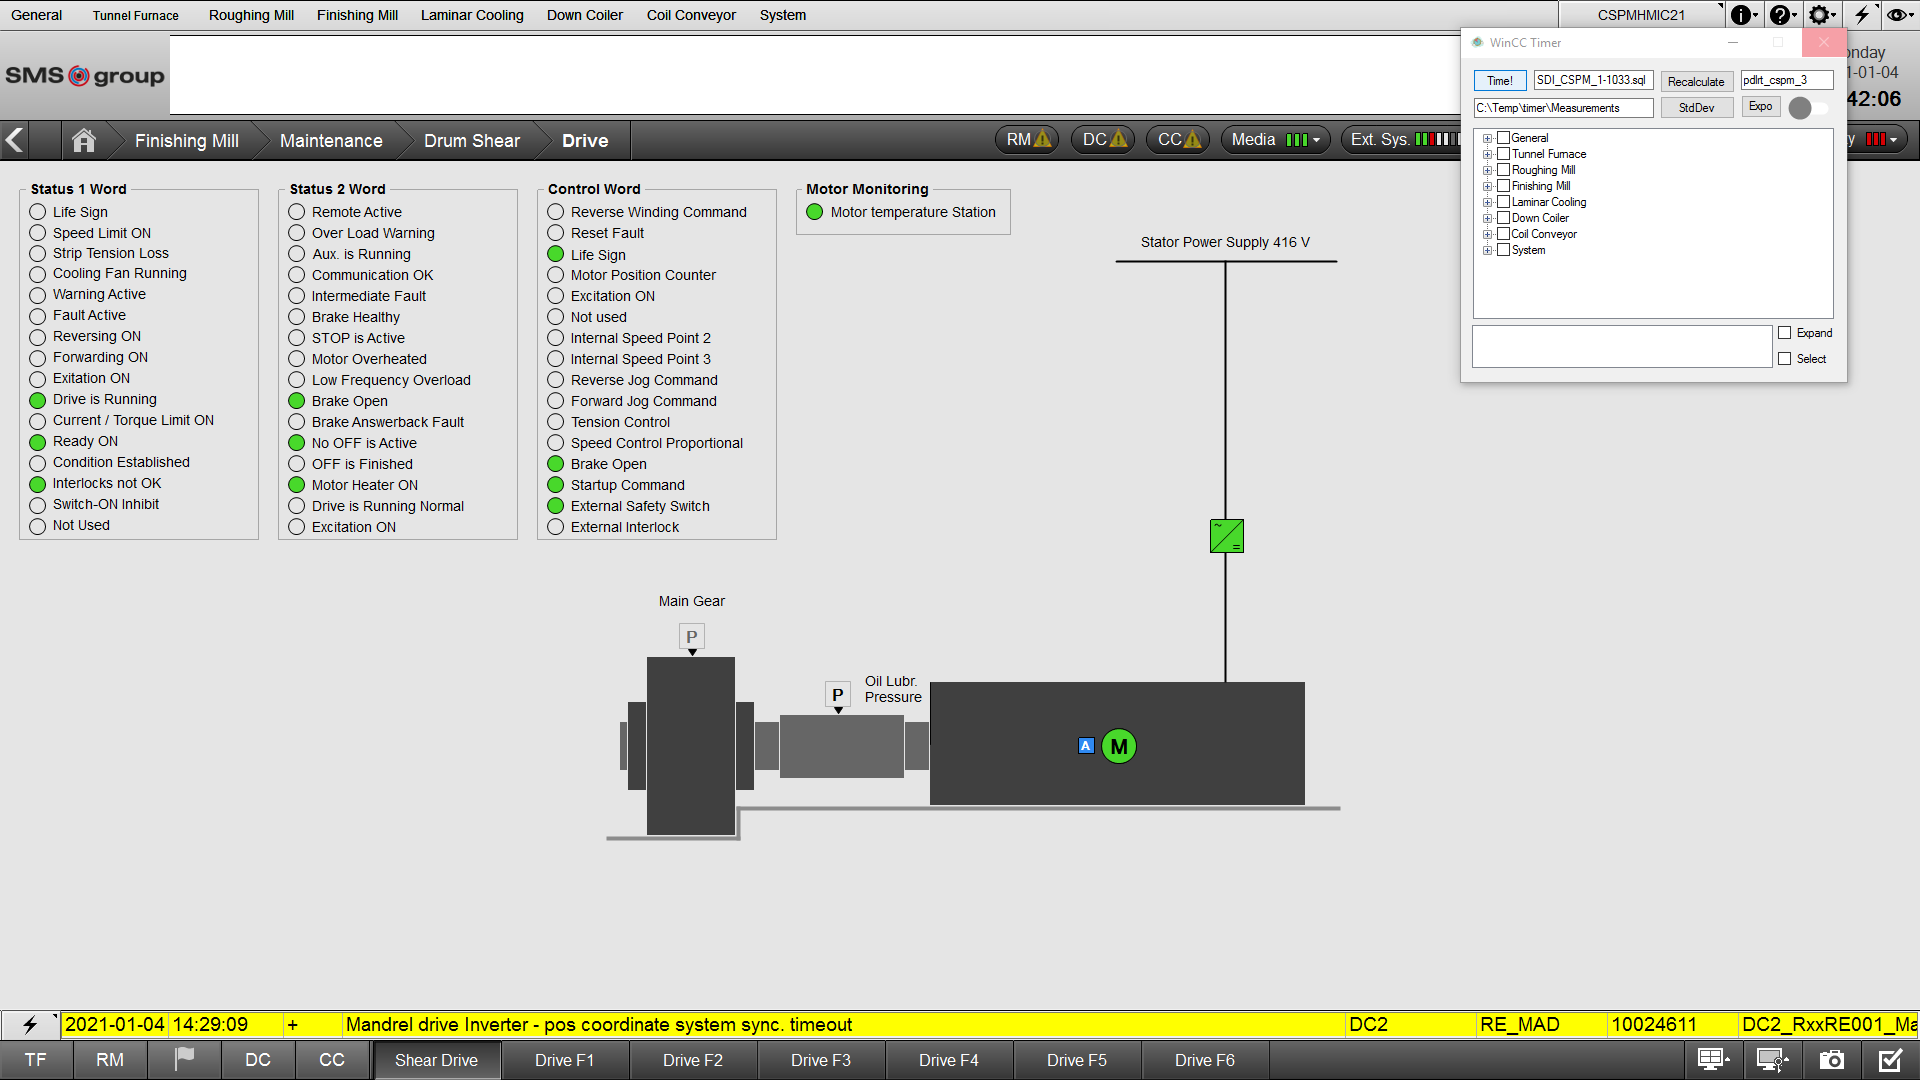 General Tunnel Furnace Roughing Mill Finishing Mill Laminar Cooling Down Coiler Coil Conveyor System CSPMHMIC21
SMS group
nday
1-01-04
42:06
Finishing Mill Maintenance Drum Shear Drive RM DC CC Media Ext. Sys.
WinCC Timer
Time! SDI_CSPM_1-1033.sql Recalculate pdlrt_cspm_3
C:\Temp\timer\Measurements StdDev Expo
General
Tunnel Furnace
Roughing Mill
Finishing Mill
Laminar Cooling
Down Coiler
Coil Conveyor
System
Expand
Select
Status 1 Word
Life Sign
Speed Limit ON
Strip Tension Loss
Cooling Fan Running
Warning Active
Fault Active
Reversing ON
Forwarding ON
Exitation ON
Drive is Running
Current / Torque Limit ON
Ready ON
Condition Established
Interlocks not OK
Switch-ON Inhibit
Not Used
Status 2 Word
Remote Active
Over Load Warning
Aux. is Running
Communication OK
Intermediate Fault
Brake Healthy
STOP is Active
Motor Overheated
Low Frequency Overload
Brake Open
Brake Answerback Fault
No OFF is Active
OFF is Finished
Motor Heater ON
Drive is Running Normal
Excitation ON
Control Word
Reverse Winding Command
Reset Fault
Life Sign
Motor Position Counter
Excitation ON
Not used
Internal Speed Point 2
Internal Speed Point 3
Reverse Jog Command
Forward Jog Command
Tension Control
Speed Control Proportional
Brake Open
Startup Command
External Safety Switch
External Interlock
Motor Monitoring
Motor temperature Station
Stator Power Supply 416 V
Main Gear
P
P
Oil Lubr.
Pressure
A M
2021-01-04 14:29:09 + Mandrel drive Inverter - pos coordinate system sync. timeout DC2 RE_MAD 10024611 DC2_RxxRE001_Ma
TF RM DC CC Shear Drive Drive F1 Drive F2 Drive F3 Drive F4 Drive F5 Drive F6